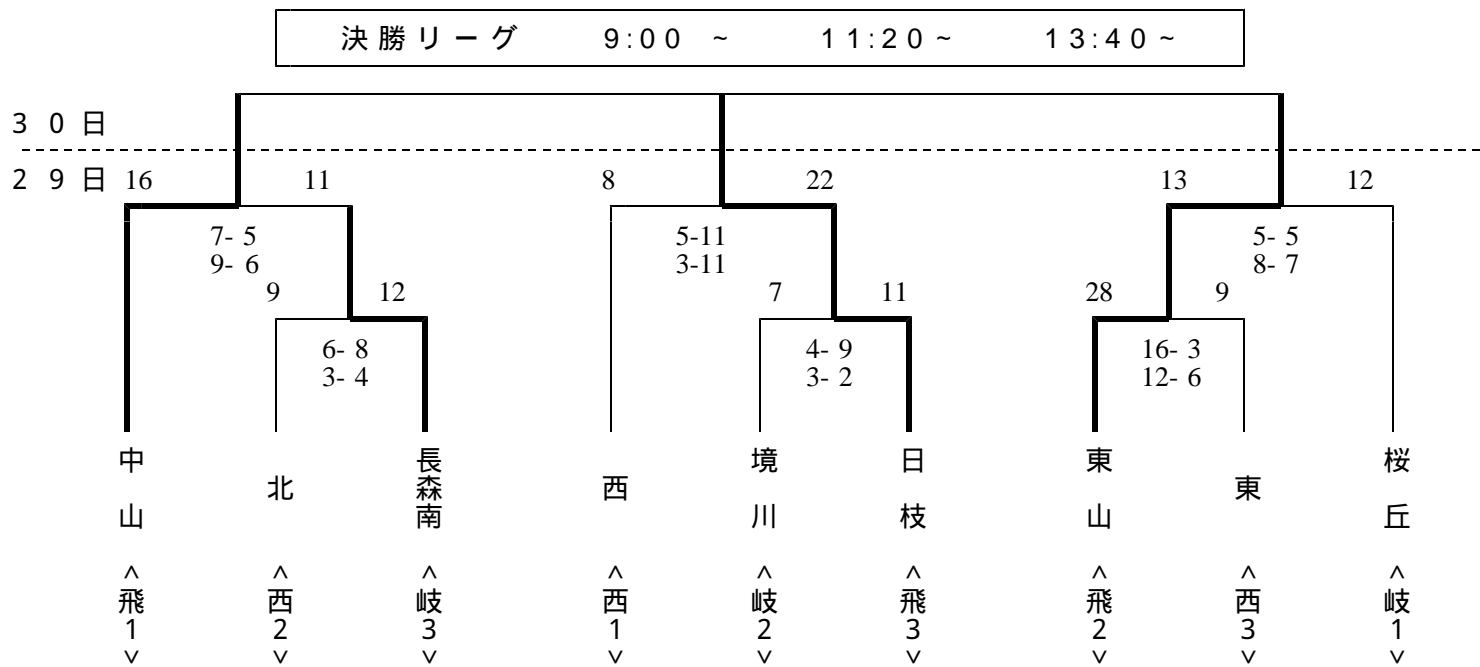 決勝リーグ 9:00 ~ 11:20~ 13:40~
30日
29日 16 11 8 22 13 12
7- 5 5-11 5- 5
9- 6 3-11 8- 7
9 12 7 11 28 9
6- 8 4- 9 16- 3
3- 4 3- 2 12- 6
中山<飛1>
北<西2>
長森南<岐3>
西<西1>
境川<岐2>
日枝<飛3>
東山<飛2>
東<西3>
桜丘<岐1>